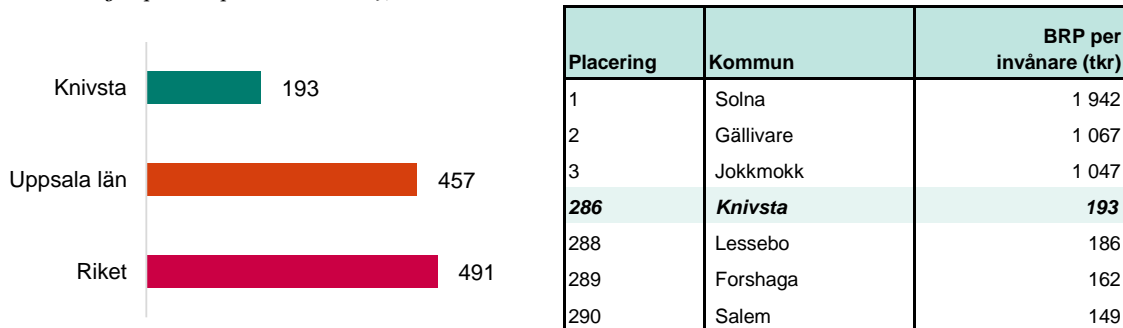 Knivsta 193
Uppsala län 457
Riket 491
Placering Kommun BRP per invånare (tkr)
1 Solna 1 942
2 Gällivare 1 067
3 Jokkmokk 1 047
286 Knivsta 193
288 Lessebo 186
289 Forshaga 162
290 Salem 149